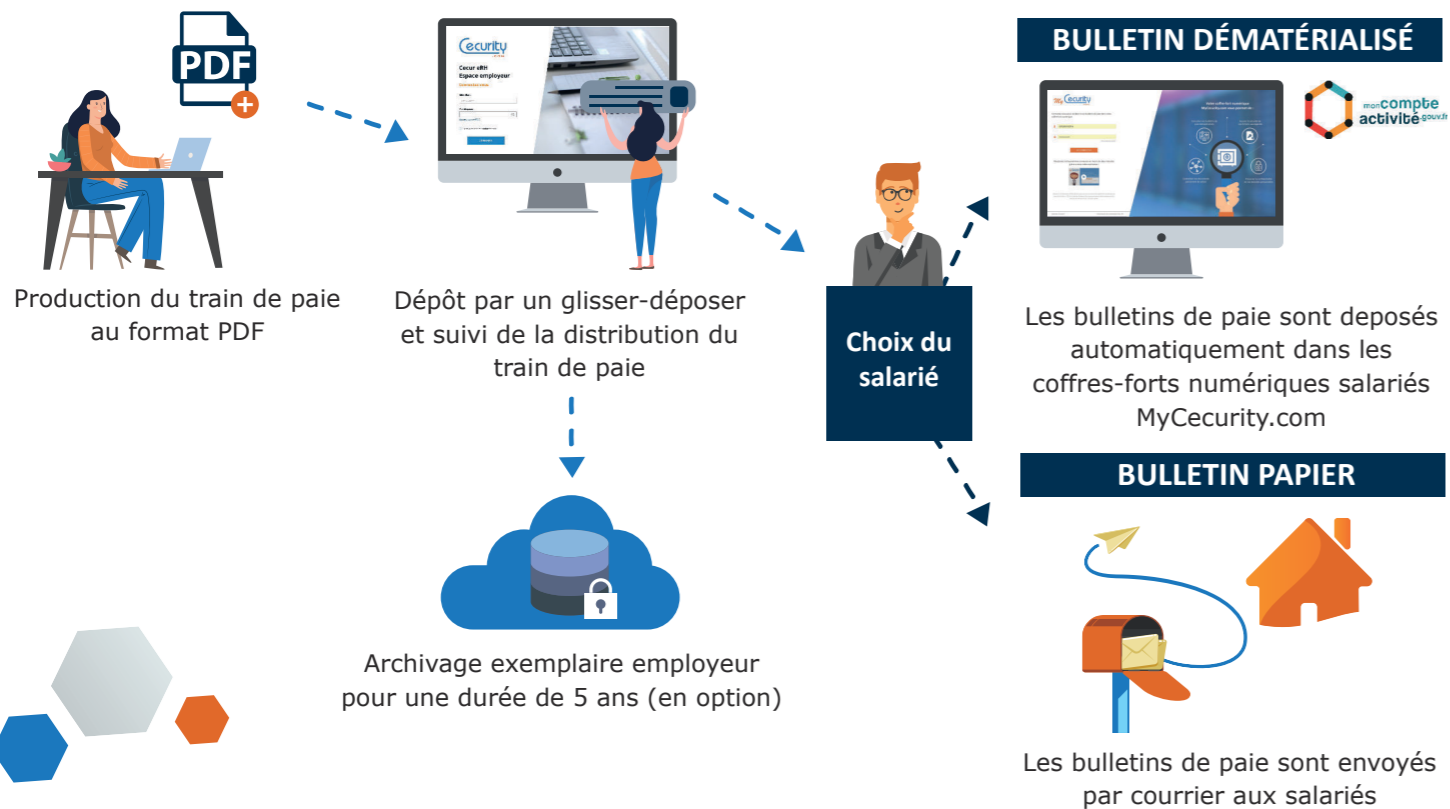 PDF
Production du train de paie
au format PDF
Cecurity
Cecur eRH
Espace employeur
Dépôt par un glisser-déposer
et suivi de la distribution du
train de paie
Archivage exemplaire employeur
pour une durée de 5 ans (en option)
Choix du
salarié
BULLETIN DÉMATÉRIALISÉ
Cecurity
moncompte
activité.gouv.fr
Les bulletins de paie sont deposés
automatiquement dans les
coffres-forts numériques salariés
MyCecurity.com
BULLETIN PAPIER
Les bulletins de paie sont envoyés
par courrier aux salariés